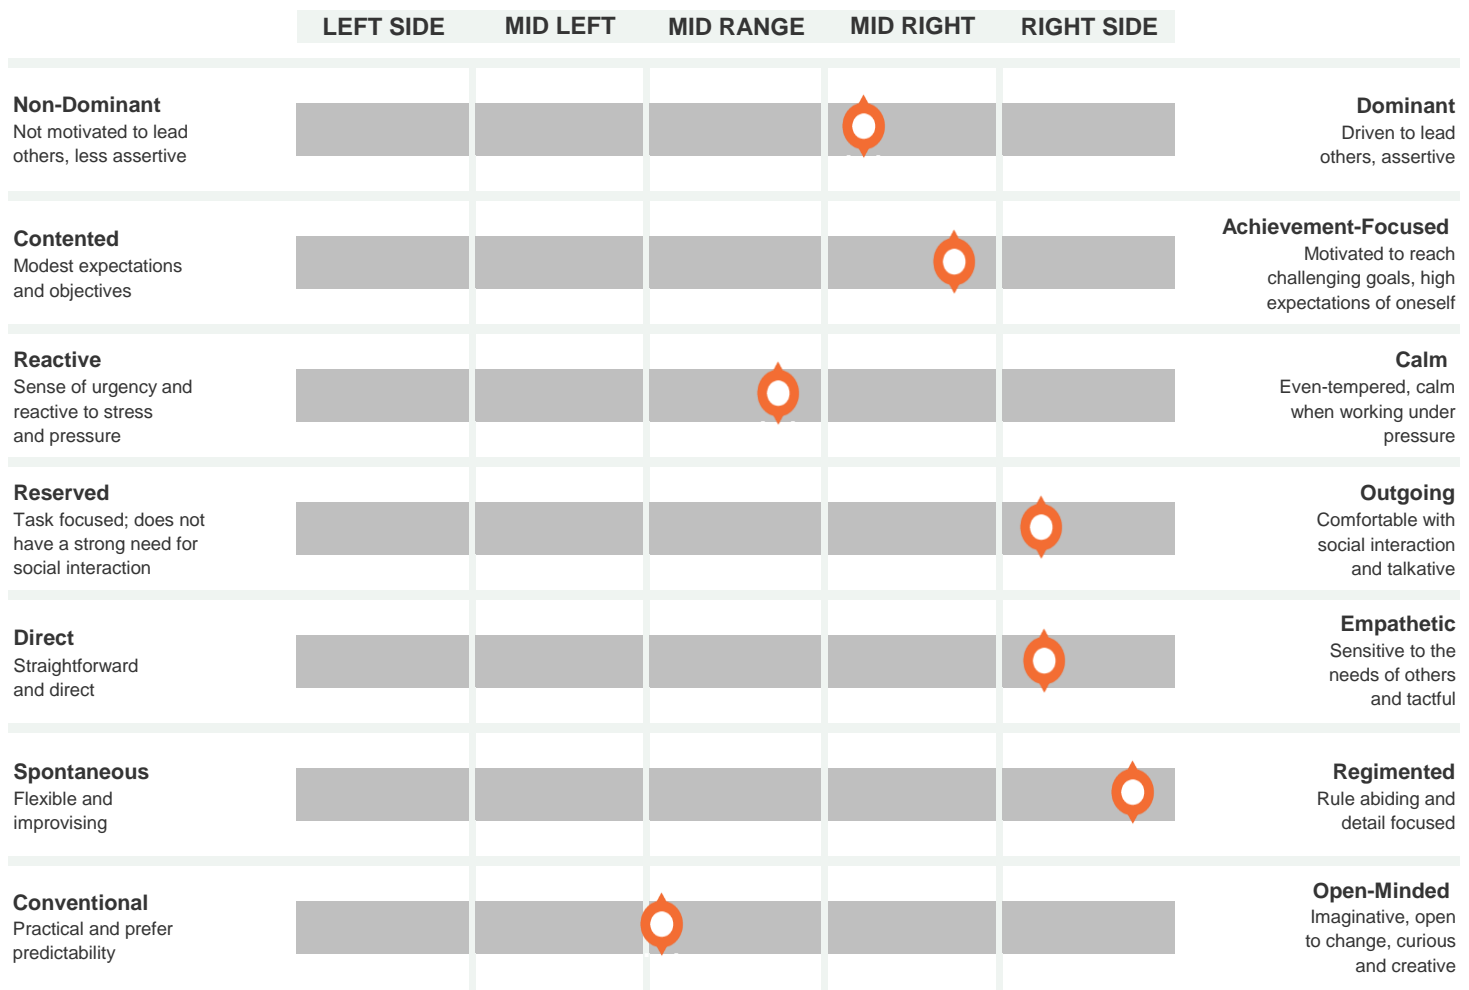 LEFT SIDE MID LEFT MID RANGE MID RIGHT RIGHT SIDE
Non-Dominant
Not motivated to lead
others, less assertive
Dominant
Driven to lead
others, assertive
Contented
Modest expectations
and objectives
Achievement-Focused
Motivated to reach
challenging goals, high
expectations of oneself
Reactive
Sense of urgency and
reactive to stress
and pressure
Calm
Even-tempered, calm
when working under
pressure
Reserved
Task focused; does not
have a strong need for
social interaction
Outgoing
Comfortable with
social interaction
and talkative
Direct
Straightforward
and direct
Empathetic
Sensitive to the
needs of others
and tactful
Spontaneous
Flexible and
improvising
Regimented
Rule abiding and
detail focused
Conventional
Practical and prefer
predictability
Open-Minded
Imaginative, open
to change, curious
and creative